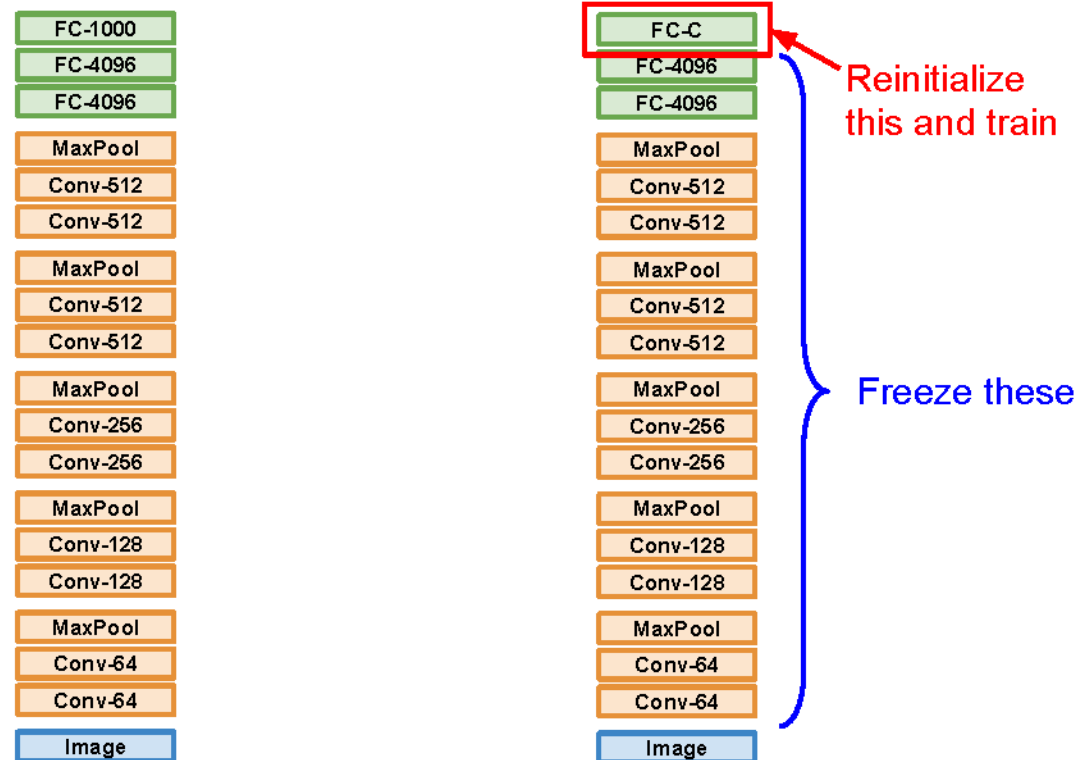 FC-1000
FC-4096
FC-4096
MaxPool
Conv-512
Conv-512
MaxPool
Conv-512
Conv-512
MaxPool
Conv-256
Conv-256
MaxPool
Conv-128
Conv-128
MaxPool
Conv-64
Conv-64
Image
FC-C
FC-4096
FC-4096
MaxPool
Conv-512
Conv-512
MaxPool
Conv-512
Conv-512
MaxPool
Conv-256
Conv-256
MaxPool
Conv-128
Conv-128
MaxPool
Conv-64
Conv-64
Image
Reinitialize
this and train
Freeze these